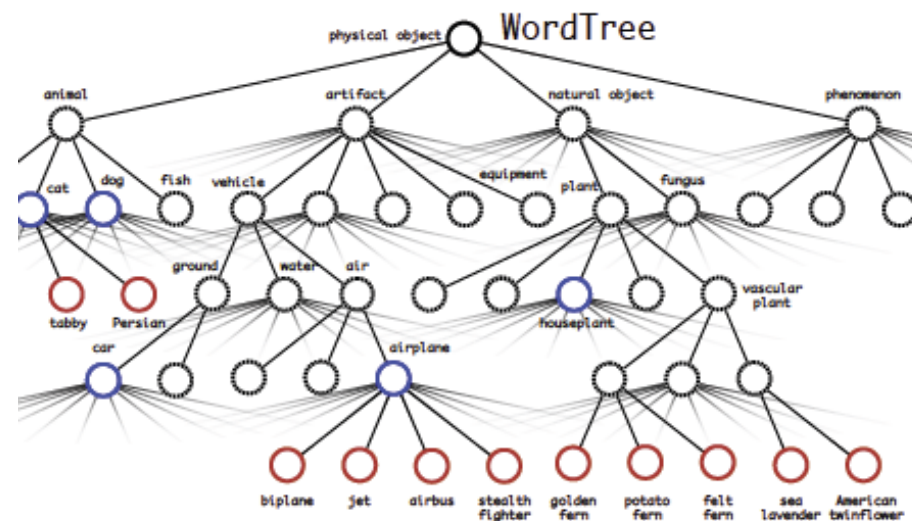 physical object
WordTree
animal
artifact
natural object
phenomenon
cat
dog
fish
vehicle
equipment
plant
fungus
ground
water
air
tabby
Persian
houseplant
vascular
plant
car
airplane
biplane
jet
airbus
stealth
fighter
golden
fern
potato
fern
felt
fern
sea
lavender
American
twinflower